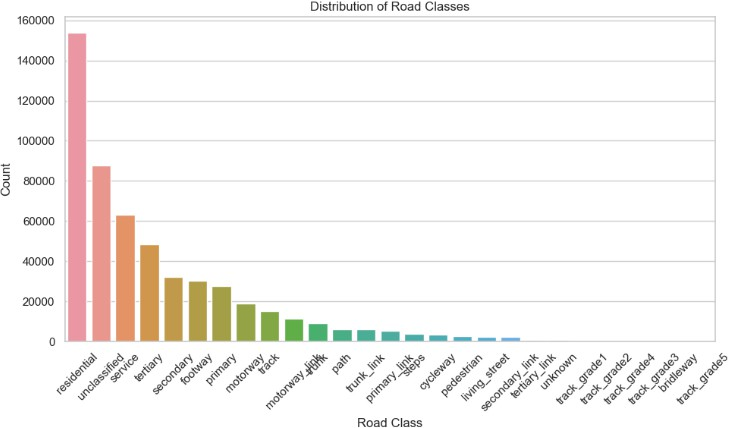 Distribution of Road Classes
160000
140000
120000
100000
80000
60000
40000
20000
0
Count
residential
unclassified
service
tertiary
secondary
footway
primary
motorway
track
motorway_link
trunk
path
trunk_link
primary_link
steps
cycleway
pedestrian
living_street
secondary_link
tertiary_link
unknown
track_grade1
track_grade2
track_grade4
track_grade3
bridleway
track_grade5
Road Class